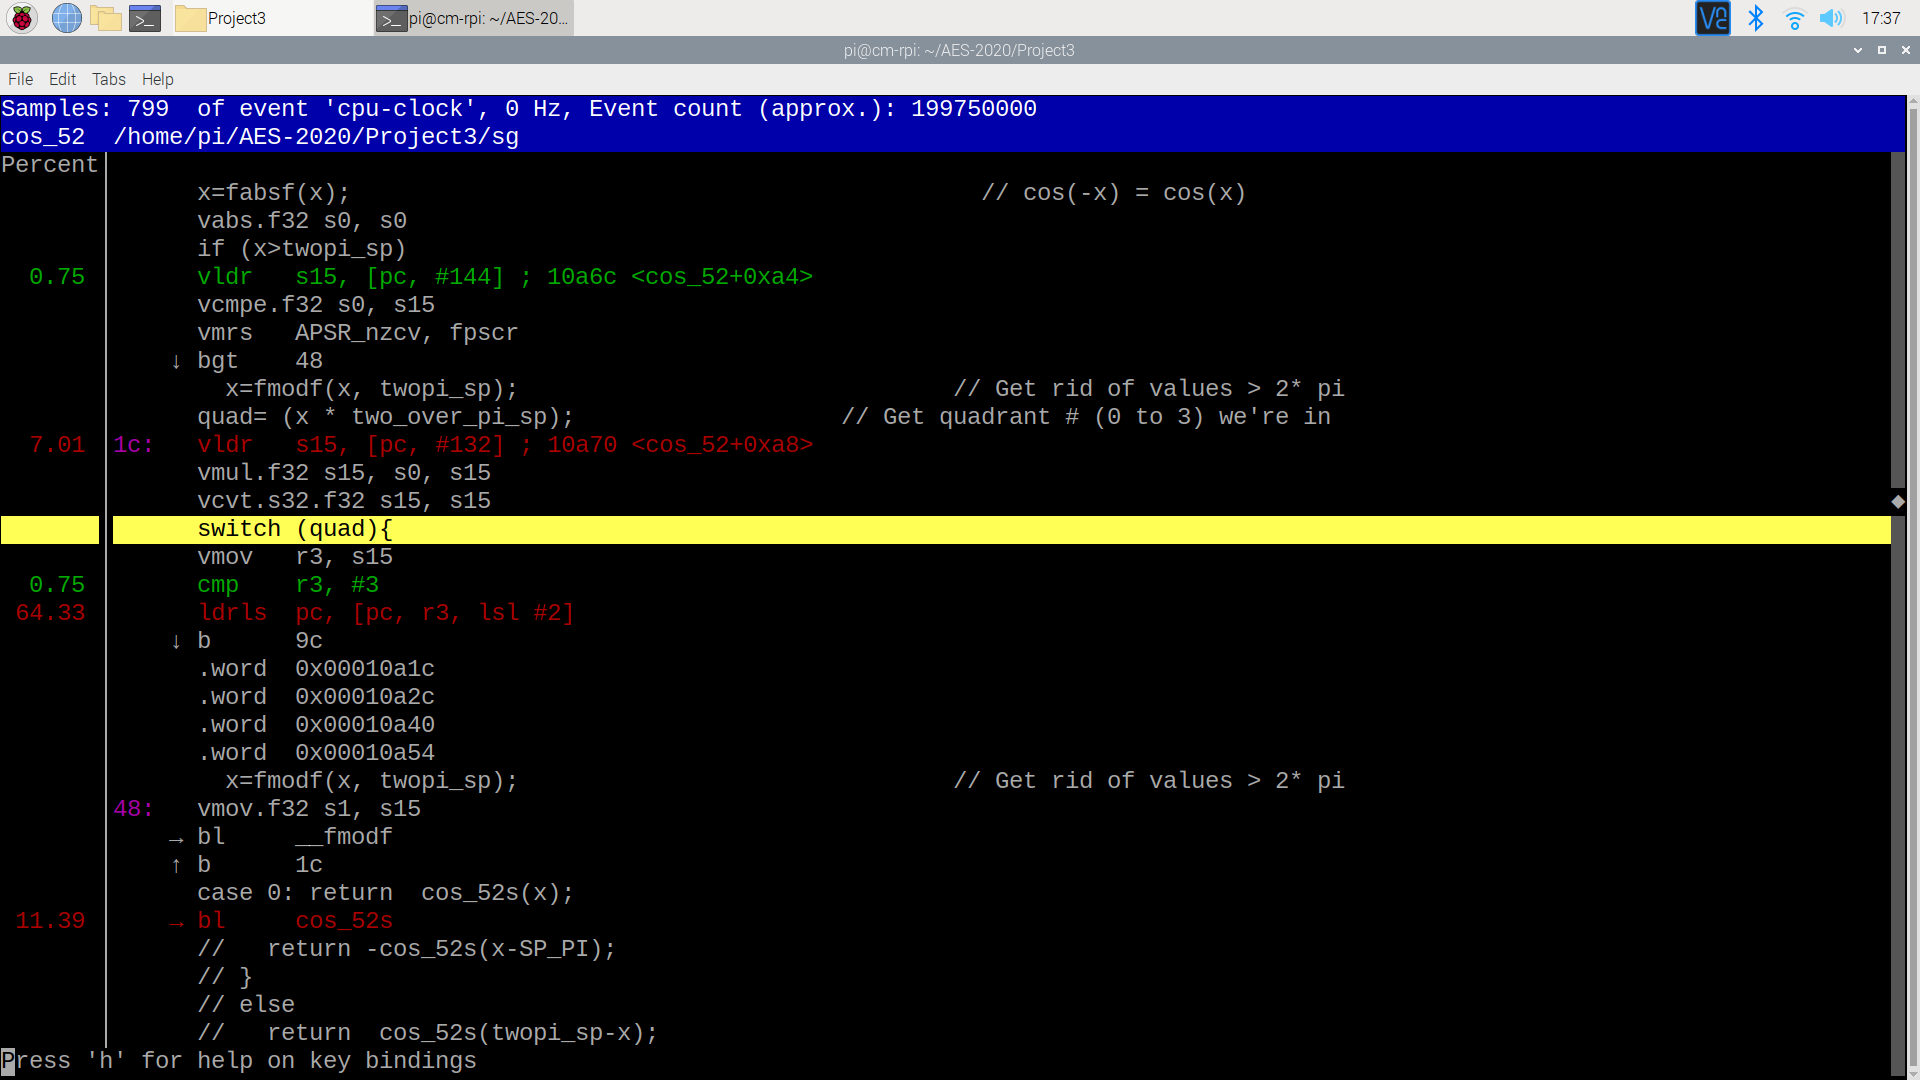 Project3
pi@cm-rpi: ~/AES-20...
17:37
pi@cm-rpi: ~/AES-2020/Project3
File Edit Tabs Help
Samples: 799  of event 'cpu-clock', 0 Hz, Event count (approx.): 199750000
cos_52  /home/pi/AES-2020/Project3/sg
Percent
x=fabsf(x); // cos(-x) = cos(x)
vabs.f32 s0, s0
if (x>twopi_sp)
0.75 vldr s15, [pc, #144] ; 10a6c <cos_52+0xa4>
vcmpe.f32 s0, s15
vmrs APSR_nzcv, fpscr
↓ bgt 48
x=fmodf(x, twopi_sp); // Get rid of values > 2* pi
quad= (x * two_over_pi_sp); // Get quadrant # (0 to 3) we're in
7.01 1c: vldr s15, [pc, #132] ; 10a70 <cos_52+0xa8>
vmul.f32 s15, s0, s15
vcvt.s32.f32 s15, s15
switch (quad){
vmov r3, s15
0.75 cmp r3, #3
64.33 ldrls pc, [pc, r3, lsl #2]
↓ b 9c
.word 0x00010a1c
.word 0x00010a2c
.word 0x00010a40
.word 0x00010a54
x=fmodf(x, twopi_sp); // Get rid of values > 2* pi
48: vmov.f32 s1, s15
→ bl __fmodf
↑ b 1c
case 0: return  cos_52s(x);
11.39 → bl cos_52s
//   return -cos_52s(x-SP_PI);
// }
// else
//   return  cos_52s(twopi_sp-x);
Press 'h' for help on key bindings